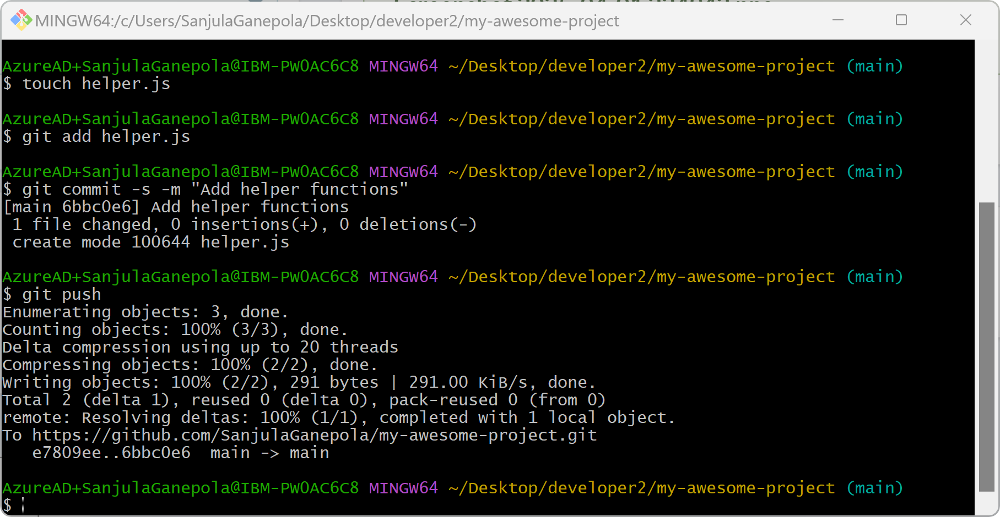 MINGW64:/c/Users/SanjulaGanepola/Desktop/developer2/my-awesome-project
AzureAD+SanjulaGanepola@IBM-PW0AC6C8 MINGW64 ~/Desktop/developer2/my-awesome-project (main)
$ touch helper.js
AzureAD+SanjulaGanepola@IBM-PW0AC6C8 MINGW64 ~/Desktop/developer2/my-awesome-project (main)
$ git add helper.js
AzureAD+SanjulaGanepola@IBM-PW0AC6C8 MINGW64 ~/Desktop/developer2/my-awesome-project (main)
$ git commit -s -m "Add helper functions"
[main 6bbc0e6] Add helper functions
 1 file changed, 0 insertions(+), 0 deletions(-)
 create mode 100644 helper.js
AzureAD+SanjulaGanepola@IBM-PW0AC6C8 MINGW64 ~/Desktop/developer2/my-awesome-project (main)
$ git push
Enumerating objects: 3, done.
Counting objects: 100% (3/3), done.
Delta compression using up to 20 threads
Compressing objects: 100% (2/2), done.
Writing objects: 100% (2/2), 291 bytes | 291.00 KiB/s, done.
Total 2 (delta 1), reused 0 (delta 0), pack-reused 0 (from 0)
remote: Resolving deltas: 100% (1/1), completed with 1 local object.
To https://github.com/SanjulaGanepola/my-awesome-project.git
   e7809ee..6bbc0e6  main -> main
AzureAD+SanjulaGanepola@IBM-PW0AC6C8 MINGW64 ~/Desktop/developer2/my-awesome-project (main)
$